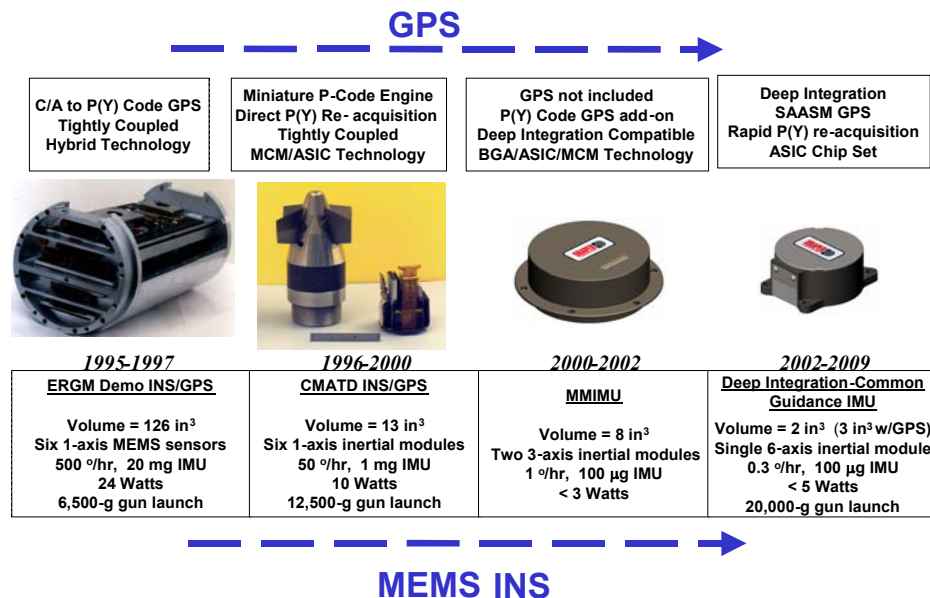 GPS
C/A to P(Y) Code GPS
Tightly Coupled
Hybrid Technology
Miniature P-Code Engine
Direct P(Y) Re- acquisition
Tightly Coupled
MCM/ASIC Technology
GPS not included
P(Y) Code GPS add-on
Deep Integration Compatible
BGA/ASIC/MCM Technology
Deep Integration
SAASM GPS
Rapid P(Y) re-acquisition
ASIC Chip Set
1995-1997
1996-2000
2000-2002
2002-2009
ERGM Demo INS/GPS
Volume = 126 in³
Six 1-axis MEMS sensors
500 º/hr, 20 mg IMU
24 Watts
6,500-g gun launch
CMATD INS/GPS
Volume = 13 in³
Six 1-axis inertial modules
50 º/hr, 1 mg IMU
10 Watts
12,500-g gun launch
MMIMU
Volume = 8 in³
Two 3-axis inertial modules
1 º/hr, 100 µg IMU
< 3 Watts
Deep Integration-Common
Guidance IMU
Volume = 2 in³ (3 in³ w/GPS)
Single 6-axis inertial module
0.3 º/hr, 100 µg IMU
< 5 Watts
20,000-g gun launch
MEMS INS